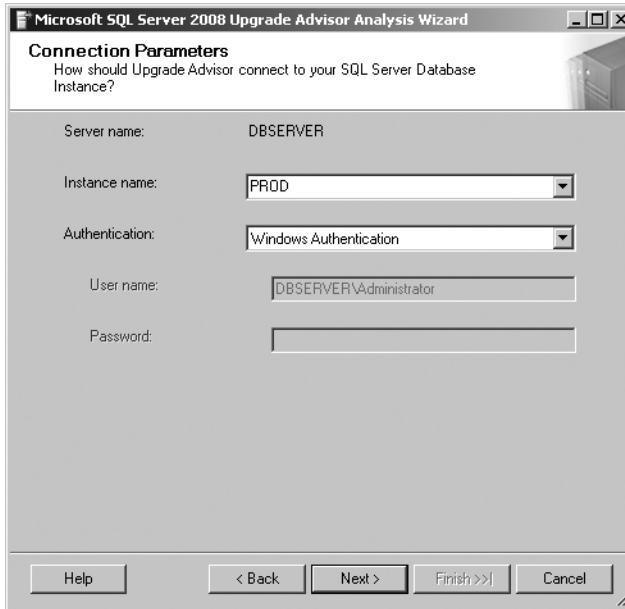 Microsoft SQL Server 2008 Upgrade Advisor Analysis Wizard
Connection Parameters
How should Upgrade Advisor connect to your SQL Server Database
Instance?
Server name: DBSERVER
Instance name: PROD
Authentication: Windows Authentication
User name: DBSERVER\Administrator
Password:
Help < Back Next > Finish >>| Cancel